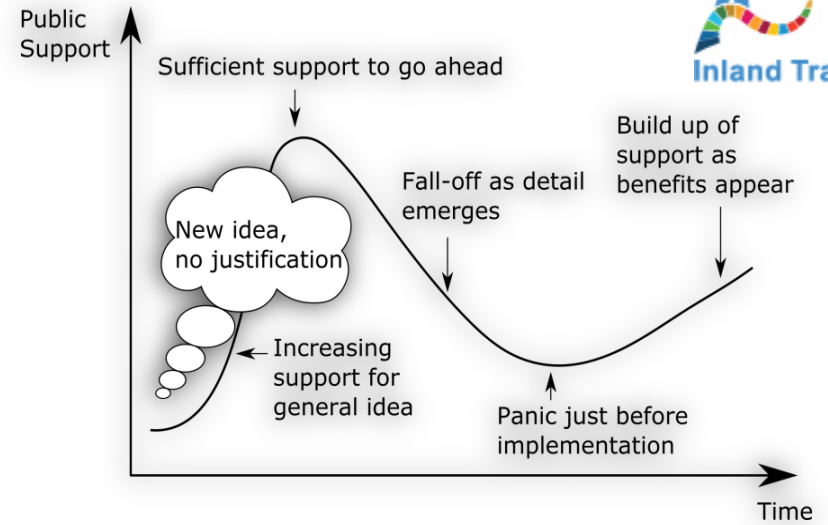 Public
Support
Inland Tra
Sufficient support to go ahead
Build up of
support as
benefits appear
Fall-off as detail
emerges
New idea,
no justification
Increasing
support for
general idea
Panic just before
implementation
Time